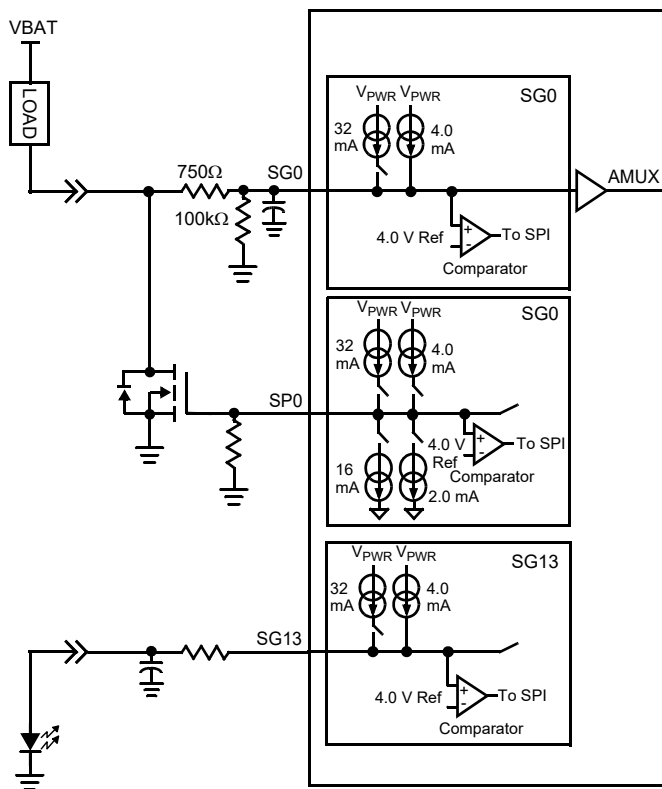 VBAT
LOAD
750Ω
100kΩ
SG0
SG0
VPWR VPWR
32 mA
4.0 mA
4.0 V Ref
+
-
To SPI
Comparator
AMUX
SG0
VPWR VPWR
32 mA
4.0 mA
SP0
16 mA
2.0 mA
4.0 V Ref
+
-
To SPI
Comparator
SG13
VPWR VPWR
32 mA
4.0 mA
SG13
4.0 V Ref
+
-
To SPI
Comparator